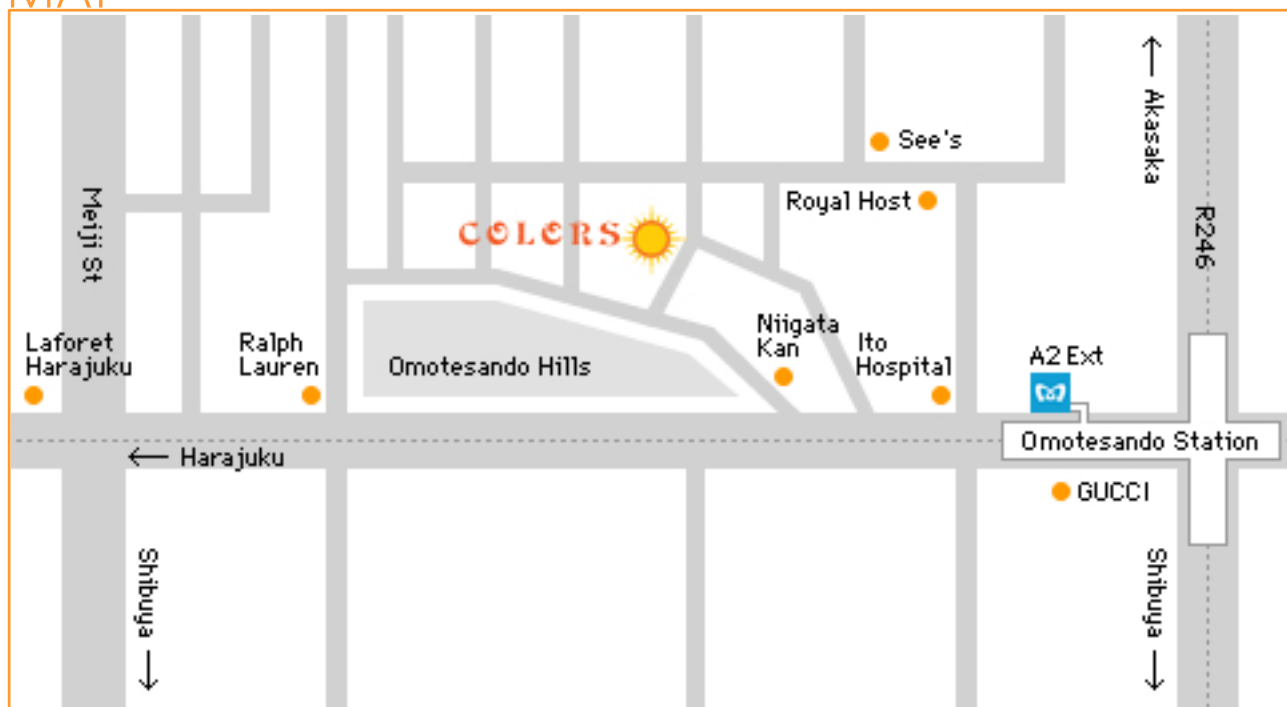 MAP
Akasaka
See's
Meiji St
Royal Host
R246
COLORS
Laforet
Harajuku
Ralph
Lauren
Omotesando Hills
Niigata
Kan
Ito
Hospital
A2 Ext
Omotesando Station
Harajuku
GUCCI
Shibuya
Shibuya